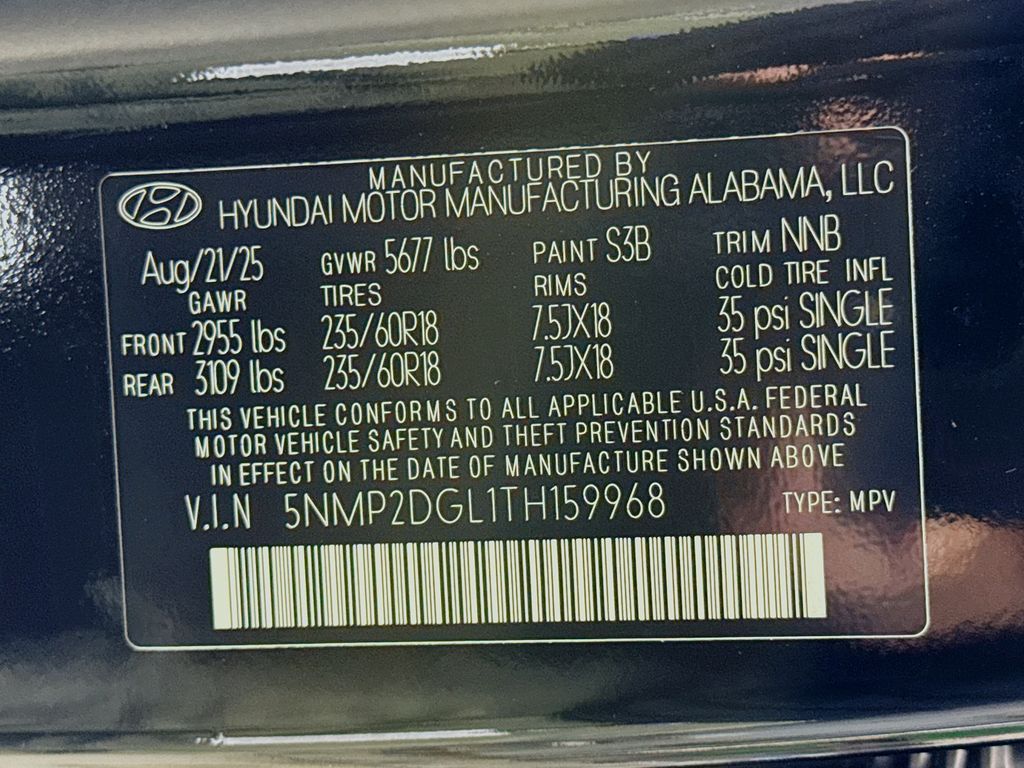 MANUFACTURED BY
HYUNDAI MOTOR MANUFACTURING ALABAMA, LLC
Aug/21/25 GVWR 5677 lbs PAINT S3B TRIM NNB
GAWR TIRES RIMS COLD TIRE INFL
FRONT 2955 lbs 235/60R18 7.5JX18 35 psi SINGLE
REAR 3109 lbs 235/60R18 7.5JX18 35 psi SINGLE
THIS VEHICLE CONFORMS TO ALL APPLICABLE U.S.A. FEDERAL
MOTOR VEHICLE SAFETY AND THEFT PREVENTION STANDARDS
IN EFFECT ON THE DATE OF MANUFACTURE SHOWN ABOVE
V.I.N 5NMP2DGL1TH159968 TYPE: MPV